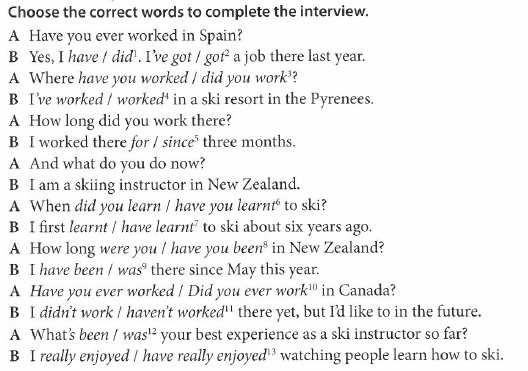 Choose the correct words to complete the interview.
A Have you ever worked in Spain?
B Yes, I have / did¹. I've got / got² a job there last year.
A Where have you worked / did you work³?
B I've worked / worked⁴ in a ski resort in the Pyrenees.
A How long did you work there?
B I worked there for / since⁵ three months.
A And what do you do now?
B I am a skiing instructor in New Zealand.
A When did you learn / have you learnt⁶ to ski?
B I first learnt / have learnt⁷ to ski about six years ago.
A How long were you / have you been⁸ in New Zealand?
B I have been / was⁹ there since May this year.
A Have you ever worked / Did you ever work¹⁰ in Canada?
B I didn't work / haven't worked¹¹ there yet, but I'd like to in the future.
A What's been / was¹² your best experience as a ski instructor so far?
B I really enjoyed / have really enjoyed¹³ watching people learn how to ski.